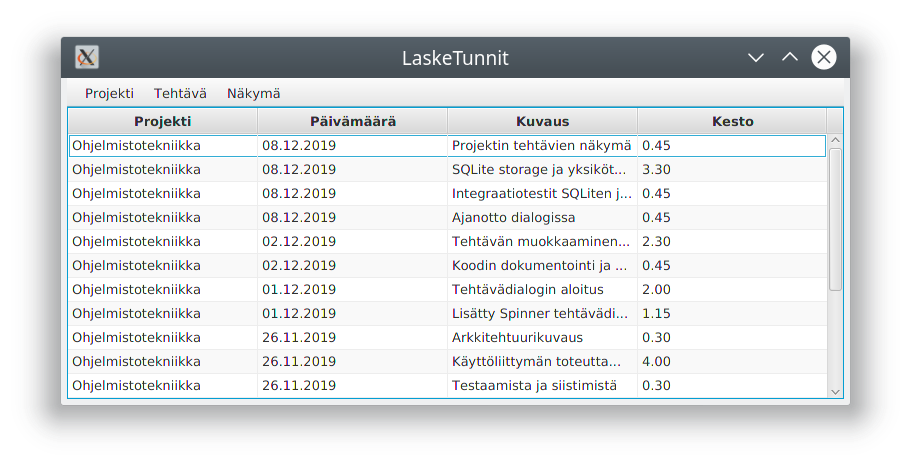 LaskeTunnit
Projekti Tehtävä Näkymä
Projekti Päivämäärä Kuvaus Kesto
Ohjelmistotekniikka 08.12.2019 Projektin tehtävien näkymä 0.45
Ohjelmistotekniikka 08.12.2019 SQLite storage ja yksiköt... 3.30
Ohjelmistotekniikka 08.12.2019 Integraatiotestit SQLiten j... 0.45
Ohjelmistotekniikka 08.12.2019 Ajanotto dialogissa 0.45
Ohjelmistotekniikka 02.12.2019 Tehtävän muokkaaminen... 2.30
Ohjelmistotekniikka 02.12.2019 Koodin dokumentointi ja ... 0.45
Ohjelmistotekniikka 01.12.2019 Tehtävädialogin aloitus 2.00
Ohjelmistotekniikka 01.12.2019 Lisätty Spinner tehtävädi... 1.15
Ohjelmistotekniikka 26.11.2019 Arkkitehtuurikuvaus 0.30
Ohjelmistotekniikka 26.11.2019 Käyttöliittymän toteutta... 4.00
Ohjelmistotekniikka 26.11.2019 Testaamista ja siistimistä 0.30